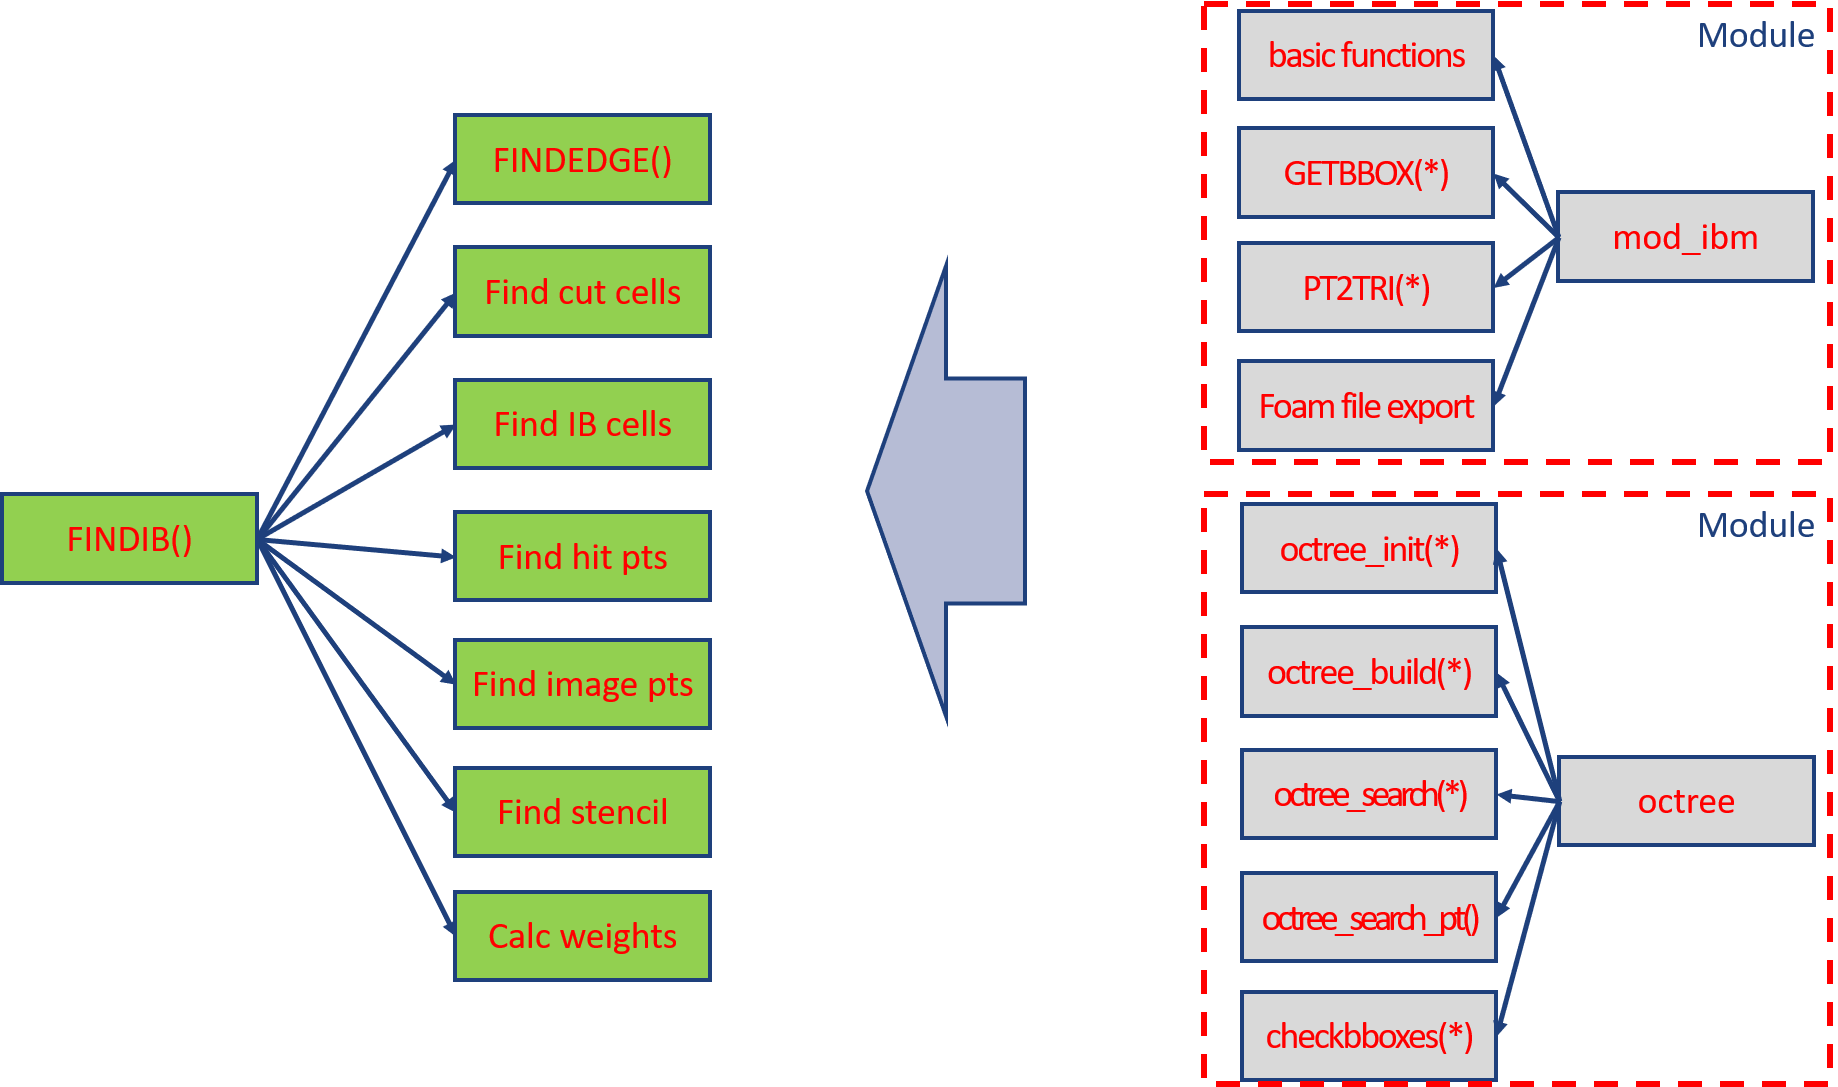 FINDIB()
FINDEDGE()
Find cut cells
Find IB cells
Find hit pts
Find image pts
Find stencil
Calc weights
Module
basic functions
GETBBOX(*)
PT2TRI(*)
Foam file export
mod_ibm
Module
octree_init(*)
octree_build(*)
octree_search(*)
octree_search_pt()
checkbboxes(*)
octree